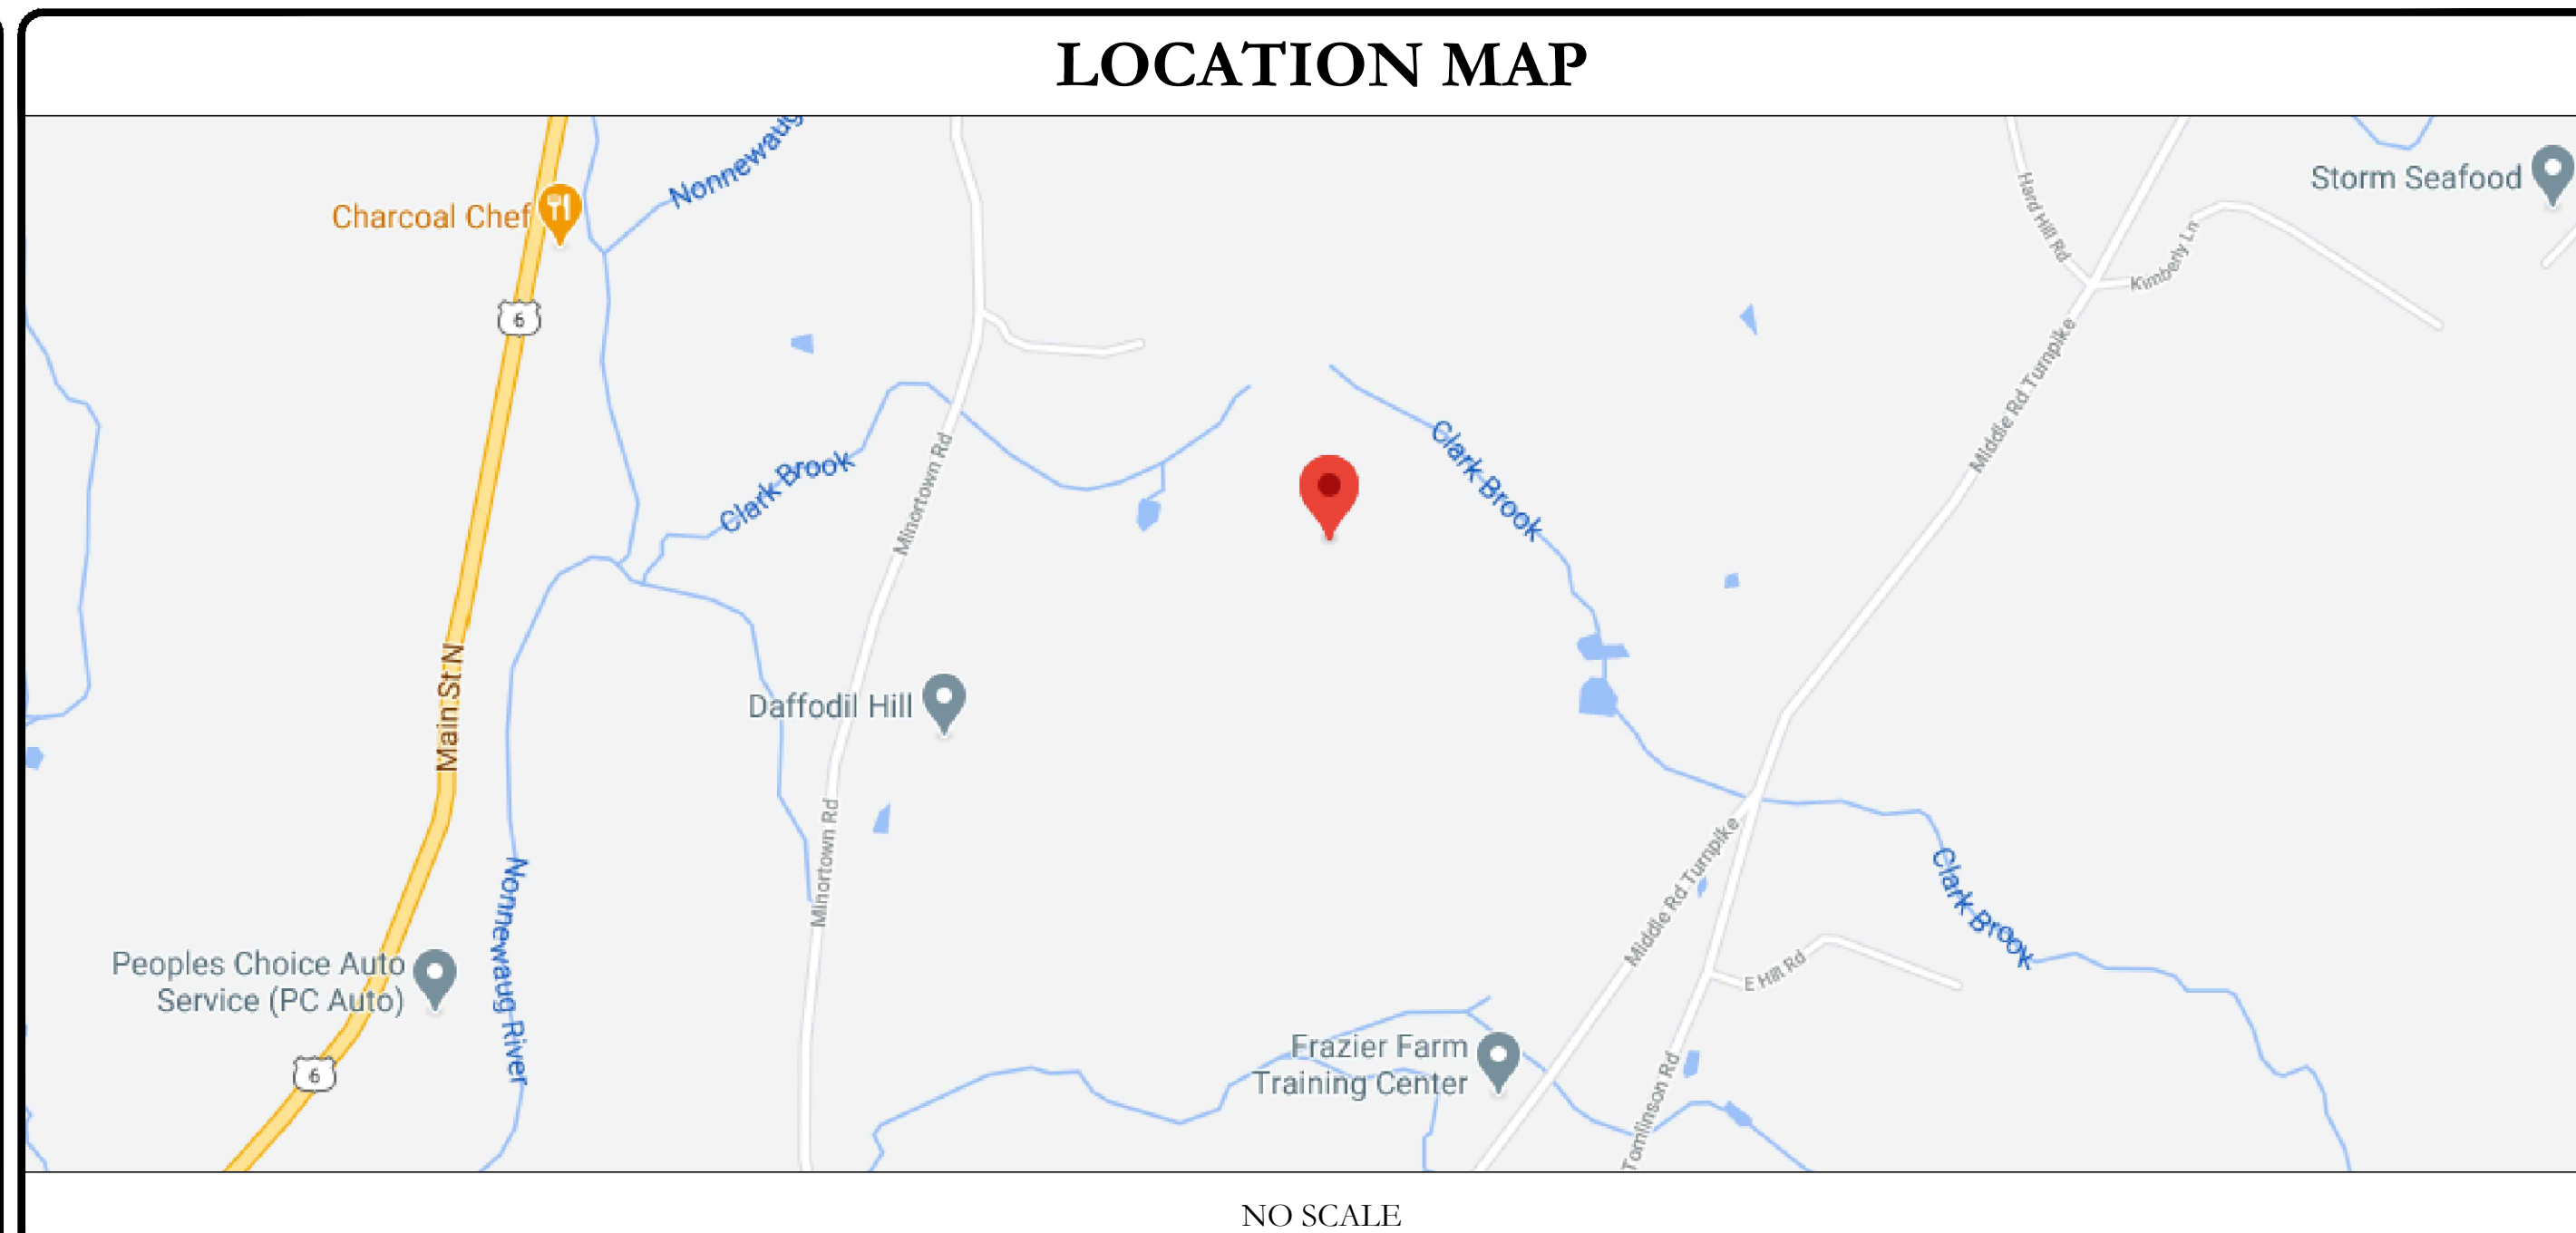 LOCATION MAP
Nonnewaug
Charcoal Chef
6
Storm Seafood
Hard Hill Rd
Kimberly Ln
Middle Rd Turnpike
Clark Brook
Clark Brook
Minortown Rd
Main St N
Daffodil Hill
Minortown Rd
Middle Rd Turnpike
Clark Brook
Nonnewaug River
E Hill Rd
Peoples Choice Auto
Service (PC Auto)
Frazier Farm
Training Center
6
Tomlinson Rd
NO SCALE